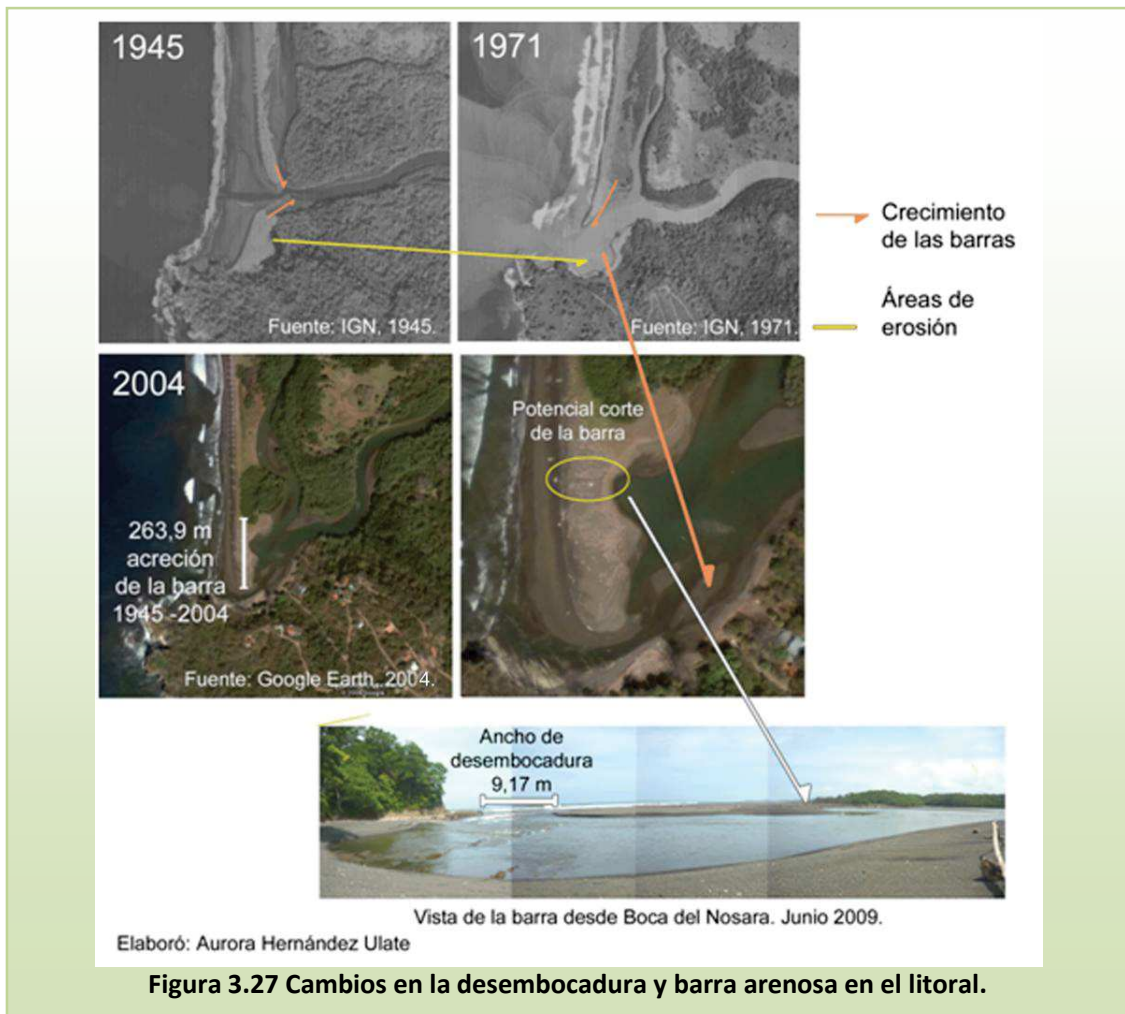 1945
Fuente: IGN, 1945.
1971
Fuente: IGN, 1971.
Crecimiento
de las barras
Áreas de
erosión
2004
263,9 m
acreción
de la barra
1945 -2004
Fuente: Google Earth, 2004.
Potencial corte
de la barra
Ancho de
desembocadura
9,17 m
Vista de la barra desde Boca del Nosara. Junio 2009.
Elaboró: Aurora Hernández Ulate
Figura 3.27 Cambios en la desembocadura y barra arenosa en el litoral.